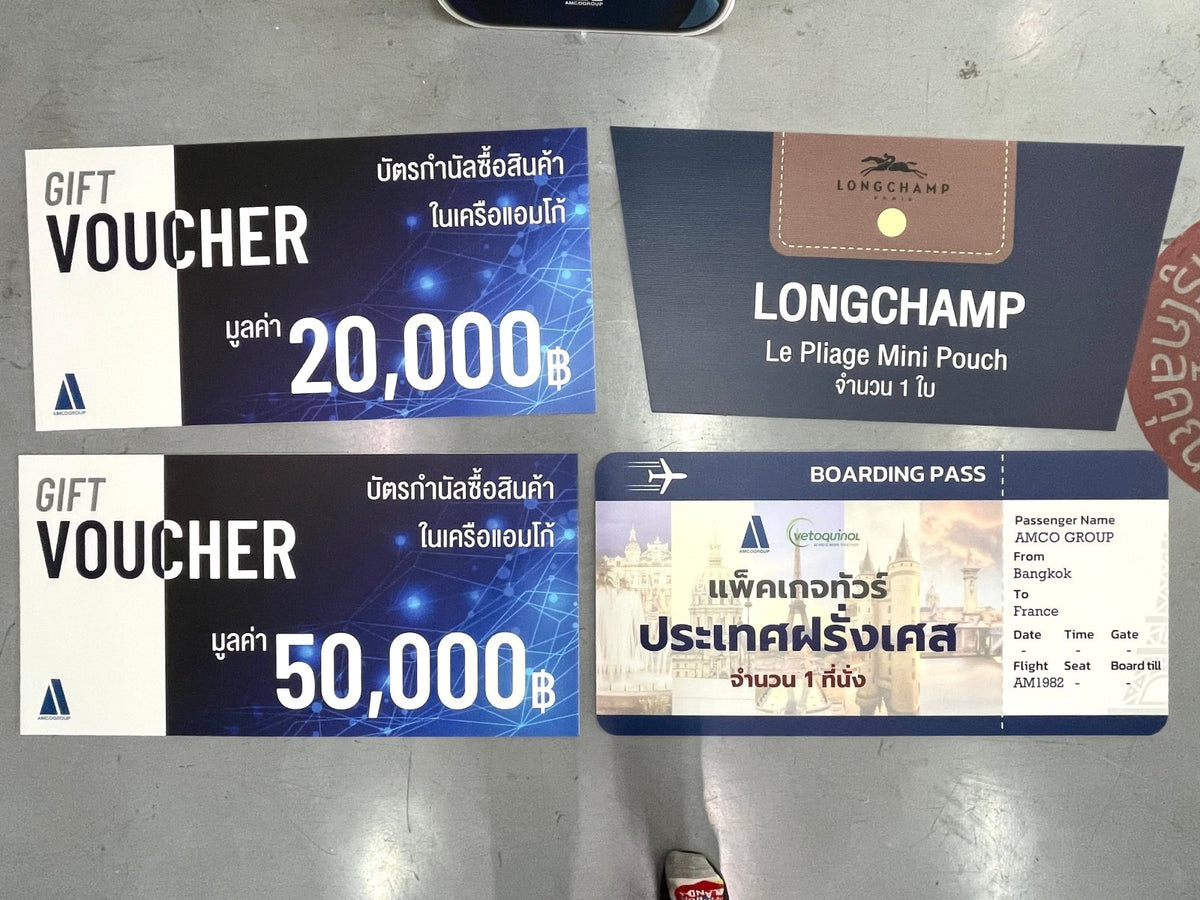 AMCOGROUP
GIFT
VOUCHER
บัตรกำนัลซื้อสินค้า
ในเครือแอมโก้
มูลค่า 20,000฿
AMCOGROUP
LONGCHAMP
PARIS
LONGCHAMP
Le Pliage Mini Pouch
จำนวน 1 ใบ
GIFT
VOUCHER
บัตรกำนัลซื้อสินค้า
ในเครือแอมโก้
มูลค่า 50,000฿
AMCOGROUP
BOARDING PASS
AMCOGROUP
vetoquinol
แพ็คเกจทัวร์
ประเทศฝรั่งเศส
จำนวน 1 ที่นั่ง
Passenger Name
AMCO GROUP
From
Bangkok
To
France
Date Time Gate
- - -
Flight Seat Board till
AM1982 - -